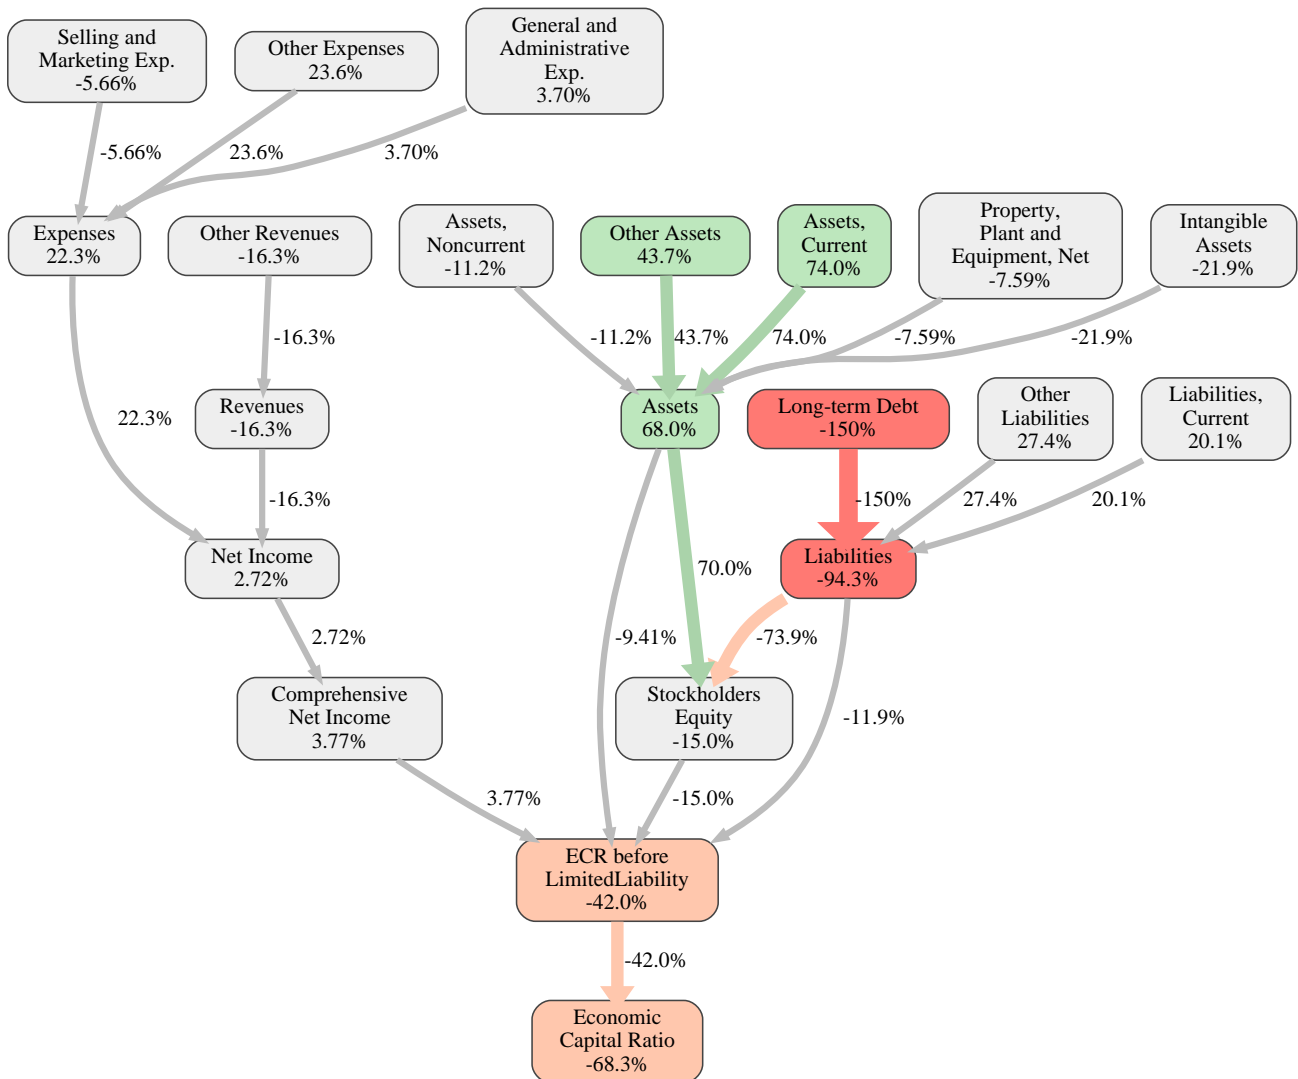 Selling and
Marketing Exp.
-5.66%
Other Expenses
23.6%
General and
Administrative
Exp.
3.70%
-5.66%
23.6%
3.70%
Expenses
22.3%
Other Revenues
-16.3%
Assets,
Noncurrent
-11.2%
Other Assets
43.7%
Assets,
Current
74.0%
Property,
Plant and
Equipment, Net
-7.59%
Intangible
Assets
-21.9%
-16.3%
-11.2%
43.7%
74.0%
-7.59%
-21.9%
22.3%
Revenues
-16.3%
Assets
68.0%
Long-term Debt
-150%
Other
Liabilities
27.4%
Liabilities,
Current
20.1%
-16.3%
-150%
27.4%
20.1%
Net Income
2.72%
70.0%
Liabilities
-94.3%
2.72%
-9.41%
-73.9%
Comprehensive
Net Income
3.77%
Stockholders
Equity
-15.0%
-11.9%
3.77%
-15.0%
ECR before
LimitedLiability
-42.0%
-42.0%
Economic
Capital Ratio
-68.3%